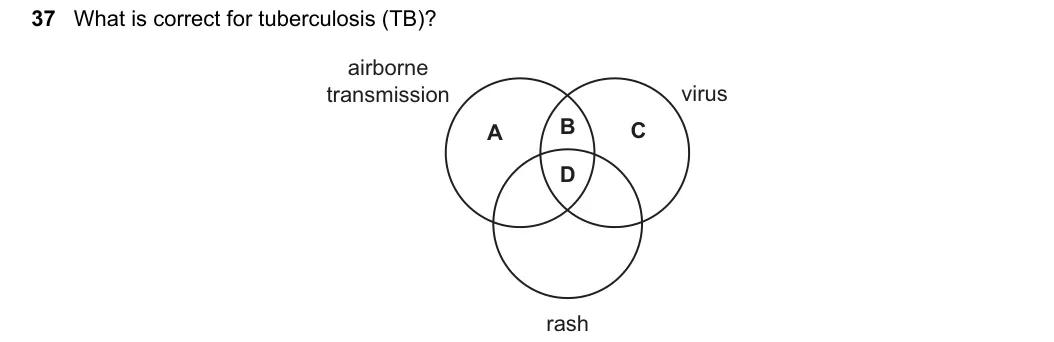 37 What is correct for tuberculosis (TB)?
airborne
transmission
virus
A
B
C
D
rash